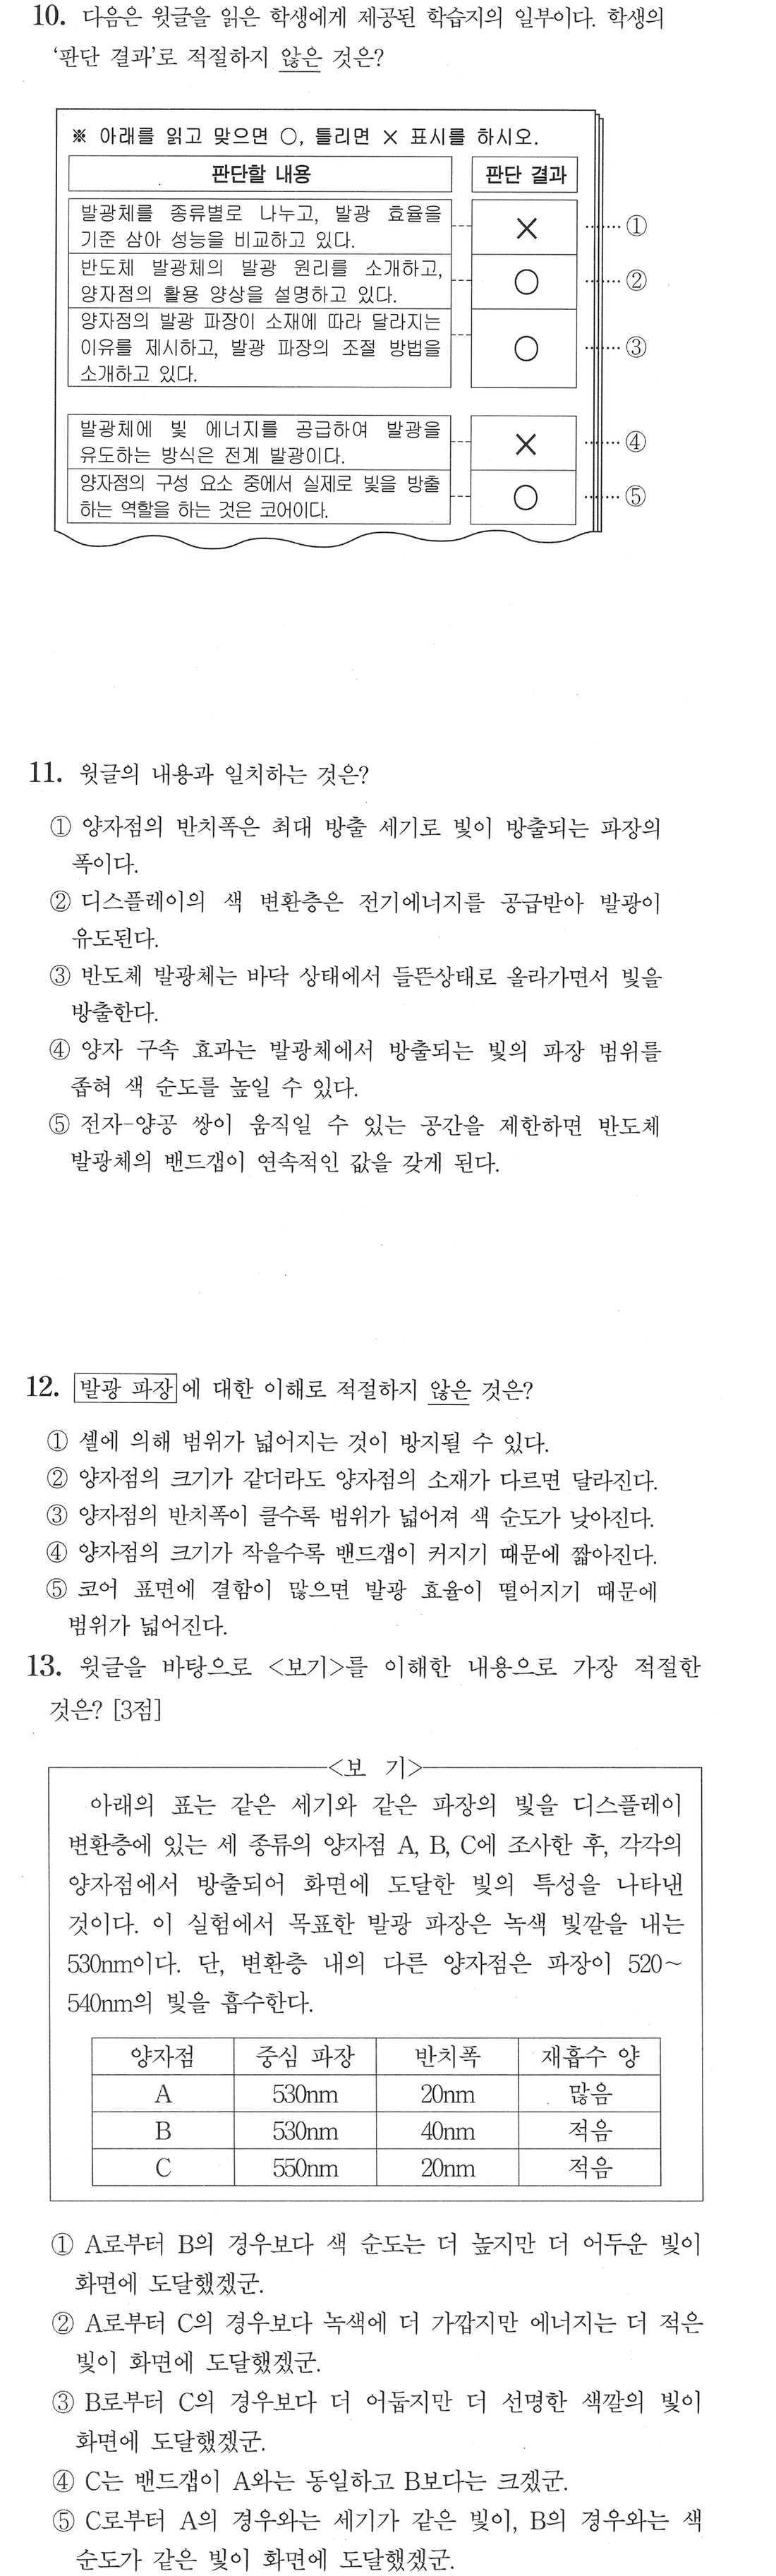 10. 다음은 윗글을 읽은 학생에게 제공된 학습지의 일부이다. 학생의
'판단 결과'로 적절하지 않은 것은?
※ 아래를 읽고 맞으면 ○, 틀리면 × 표시를 하시오.
판단할 내용 판단 결과
발광체를 종류별로 나누고, 발광 효율을
기준 삼아 성능을 비교하고 있다. × …… ①
반도체 발광체의 발광 원리를 소개하고,
양자점의 활용 양상을 설명하고 있다. ○ …… ②
양자점의 발광 파장이 소재에 따라 달라지는
이유를 제시하고, 발광 파장의 조절 방법을 ○ …… ③
소개하고 있다.
발광체에 빛 에너지를 공급하여 발광을
유도하는 방식은 전계 발광이다. × …… ④
양자점의 구성 요소 중에서 실제로 빛을 방출
하는 역할을 하는 것은 코어이다. ○ …… ⑤
11. 윗글의 내용과 일치하는 것은?
① 양자점의 반치폭은 최대 방출 세기로 빛이 방출되는 파장의
폭이다.
② 디스플레이의 색 변환층은 전기에너지를 공급받아 발광이
유도된다.
③ 반도체 발광체는 바닥 상태에서 들뜬상태로 올라가면서 빛을
방출한다.
④ 양자 구속 효과는 발광체에서 방출되는 빛의 파장 범위를
좁혀 색 순도를 높일 수 있다.
⑤ 전자-양공 쌍이 움직일 수 있는 공간을 제한하면 반도체
발광체의 밴드갭이 연속적인 값을 갖게 된다.
12. 발광 파장에 대한 이해로 적절하지 않은 것은?
① 셸에 의해 범위가 넓어지는 것이 방지될 수 있다.
② 양자점의 크기가 같더라도 양자점의 소재가 다르면 달라진다.
③ 양자점의 반치폭이 클수록 범위가 넓어져 색 순도가 낮아진다.
④ 양자점의 크기가 작을수록 밴드갭이 커지기 때문에 짧아진다.
⑤ 코어 표면에 결함이 많으면 발광 효율이 떨어지기 때문에
범위가 넓어진다.
13. 윗글을 바탕으로 <보기>를 이해한 내용으로 가장 적절한
것은? [3점]
<보 기>
아래의 표는 같은 세기와 같은 파장의 빛을 디스플레이
변환층에 있는 세 종류의 양자점 A, B, C에 조사한 후, 각각의
양자점에서 방출되어 화면에 도달한 빛의 특성을 나타낸
것이다. 이 실험에서 목표한 발광 파장은 녹색 빛깔을 내는
530nm이다. 단, 변환층 내의 다른 양자점은 파장이 520~
540nm의 빛을 흡수한다.
양자점 중심 파장 반치폭 재흡수 양
A 530nm 20nm 많음
B 530nm 40nm 적음
C 550nm 20nm 적음
① A로부터 B의 경우보다 색 순도는 더 높지만 더 어두운 빛이
화면에 도달했겠군.
② A로부터 C의 경우보다 녹색에 더 가깝지만 에너지는 더 적은
빛이 화면에 도달했겠군.
③ B로부터 C의 경우보다 더 어둡지만 더 선명한 색깔의 빛이
화면에 도달했겠군.
④ C는 밴드갭이 A와는 동일하고 B보다는 크겠군.
⑤ C로부터 A의 경우와는 세기가 같은 빛이, B의 경우와는 색
순도가 같은 빛이 화면에 도달했겠군.